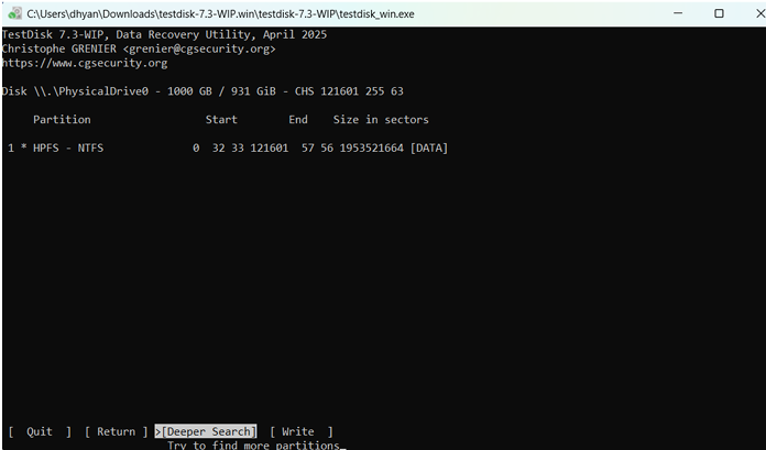 C:\Users\dhyan\Downloads\testdisk-7.3-WIP.win\testdisk-7.3-WIP\testdisk_win.exe
TestDisk 7.3-WIP, Data Recovery Utility, April 2025
Christophe GRENIER <grenier@cgsecurity.org>
https://www.cgsecurity.org
Disk \\.\PhysicalDrive0 - 1000 GB / 931 GiB - CHS 121601 255 63
Partition Start End Size in sectors
1 * HPFS - NTFS 0 32 33 121601 57 56 1953521664 [DATA]
[ Quit ] [ Return ] >[Deeper Search] [ Write ]
Try to find more partitions_